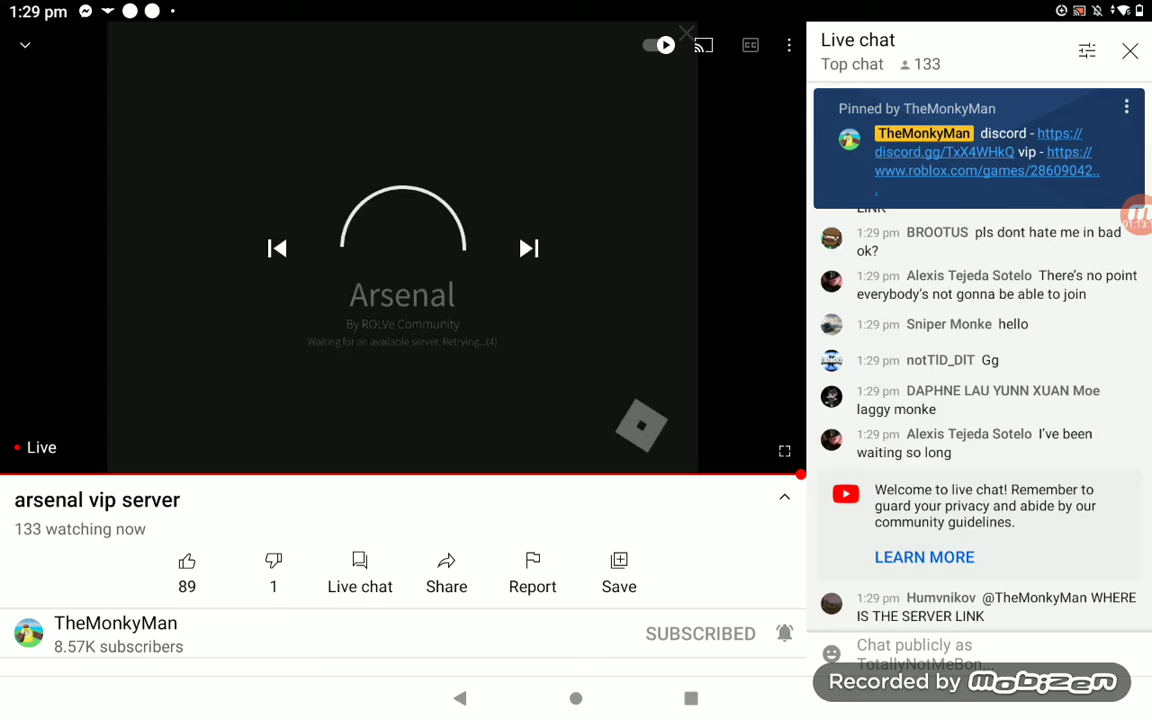 1:29 pm
Live chat
Top chat 133
CC
Pinned by TheMonkyMan
TheMonkyMan discord - https://
discord.gg/TxX4WHkQ vip - https://
www.roblox.com/games/28609042..
.
LINK
01:13:1
1:29 pm BROOTUS pls dont hate me in bad
ok?
1:29 pm Alexis Tejeda Sotelo There's no point
everybody's not gonna be able to join
1:29 pm Sniper Monke hello
1:29 pm notTID_DIT Gg
1:29 pm DAPHNE LAU YUNN XUAN Moe
laggy monke
1:29 pm Alexis Tejeda Sotelo I've been
waiting so long
Welcome to live chat! Remember to
guard your privacy and abide by our
community guidelines.
LEARN MORE
1:29 pm Humvnikov @TheMonkyMan WHERE
IS THE SERVER LINK
Chat publicly as
TotallyNotMeBon...
Recorded by mobizen
Arsenal
By ROLVe Community
Waiting for an available server. Retrying...(4)
Live
arsenal vip server
133 watching now
89
1
Live chat
Share
Report
Save
TheMonkyMan
8.57K subscribers
SUBSCRIBED